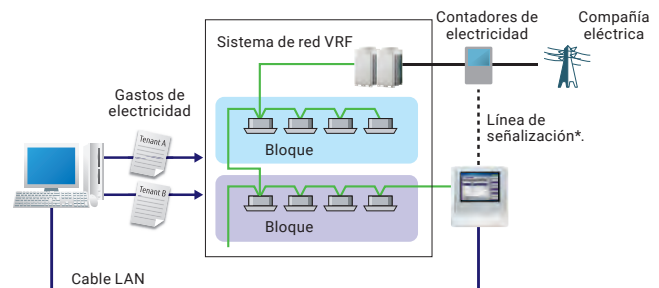 Contadores de
electricidad
Compañía
eléctrica
Sistema de red VRF
Gastos de
electricidad
Tenant A
Bloque
Línea de
señalización*.
Tenant B
Bloque
Cable LAN